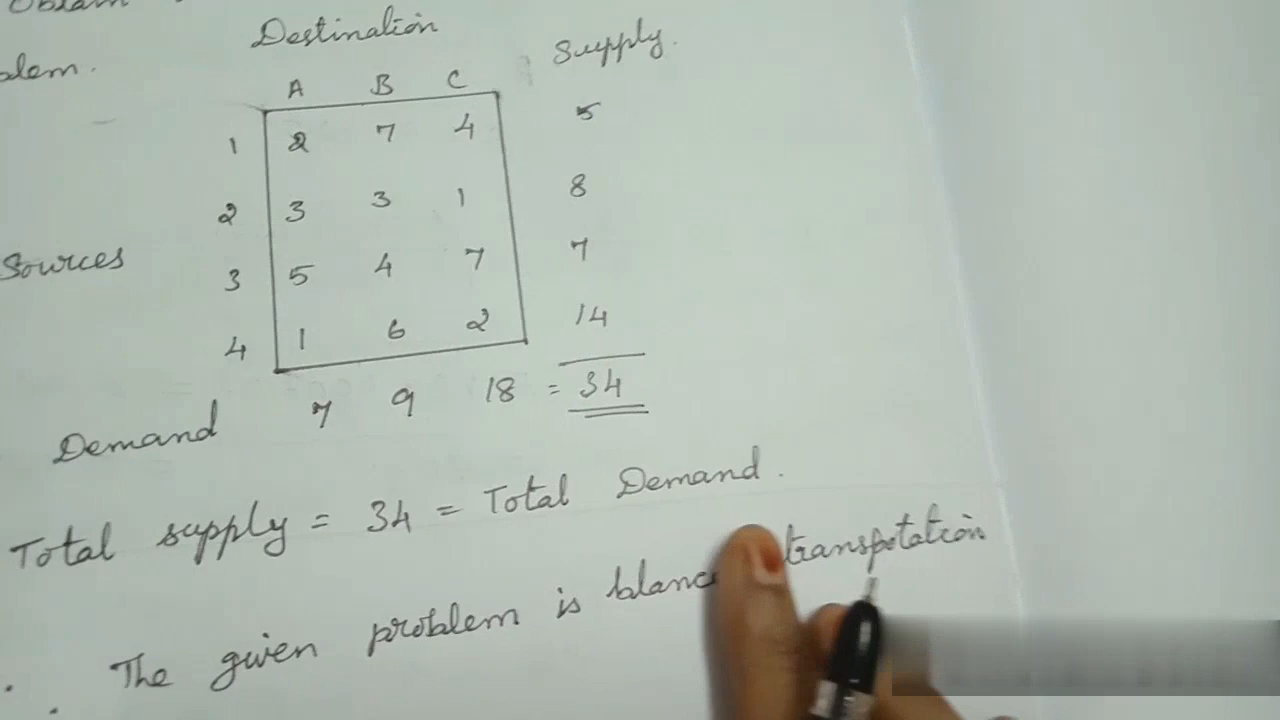 Destination Supply.
A B C
1 2 7 4 5
2 3 3 1 8
Sources
3 5 4 7 7
4 1 6 2 14
Demand 7 9 18 = 34
Total supply = 34 = Total Demand.
The given problem is transpotation